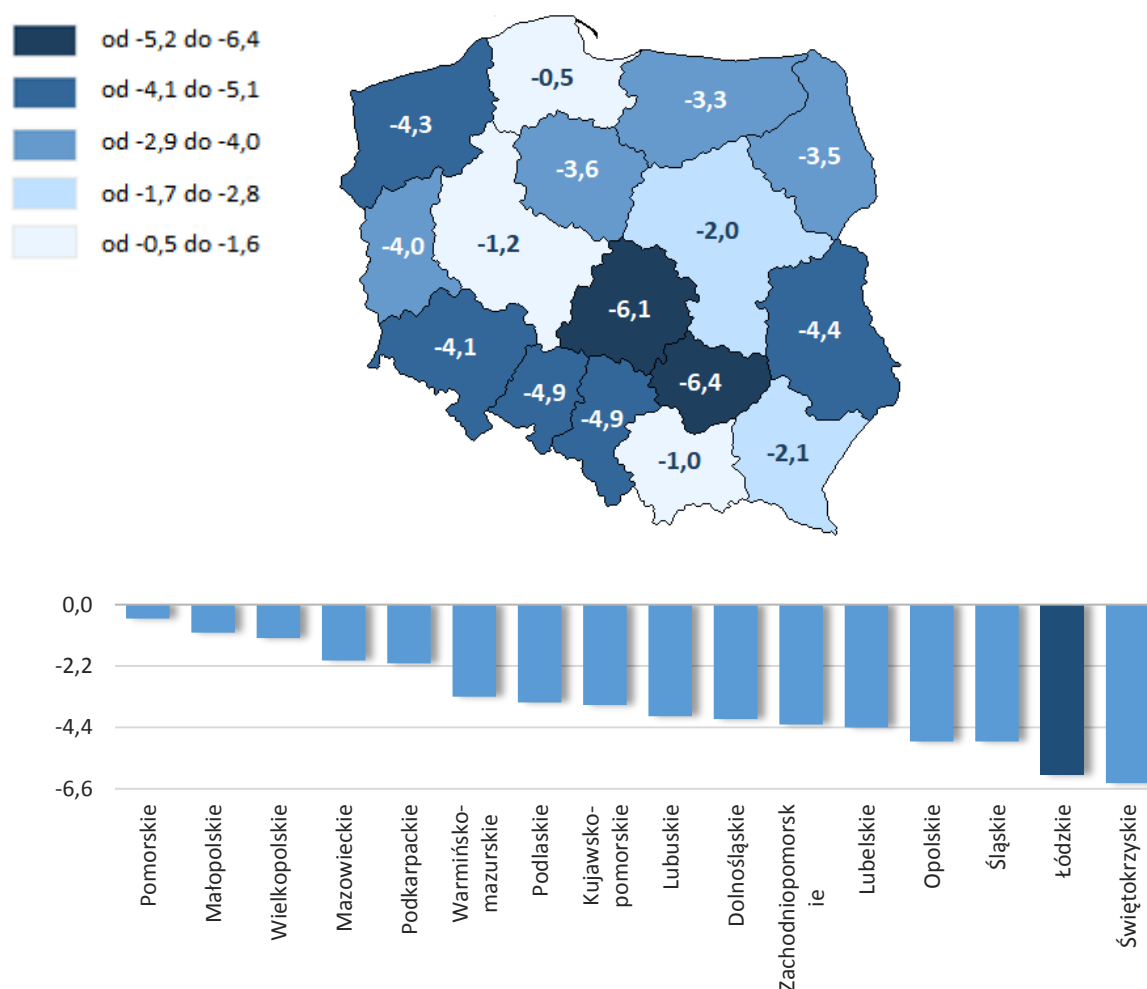 od -5,2 do -6,4
od -4,1 do -5,1
od -2,9 do -4,0
od -1,7 do -2,8
od -0,5 do -1,6
-0,5
-3,3
-4,3
-3,5
-3,6
-2,0
-1,2
-4,0
-6,1
-4,4
-4,1
-6,4
-4,9
-4,9
-2,1
-1,0
0,0
-2,2
-4,4
-6,6
Pomorskie
Małopolskie
Wielkopolskie
Mazowieckie
Podkarpackie
Warmińsko-
mazurskie
Podlaskie
Kujawsko-
pomorskie
Lubuskie
Dolnośląskie
Zachodniopomorsk
ie
Lubelskie
Opolskie
Śląskie
Łódzkie
Świętokrzyskie